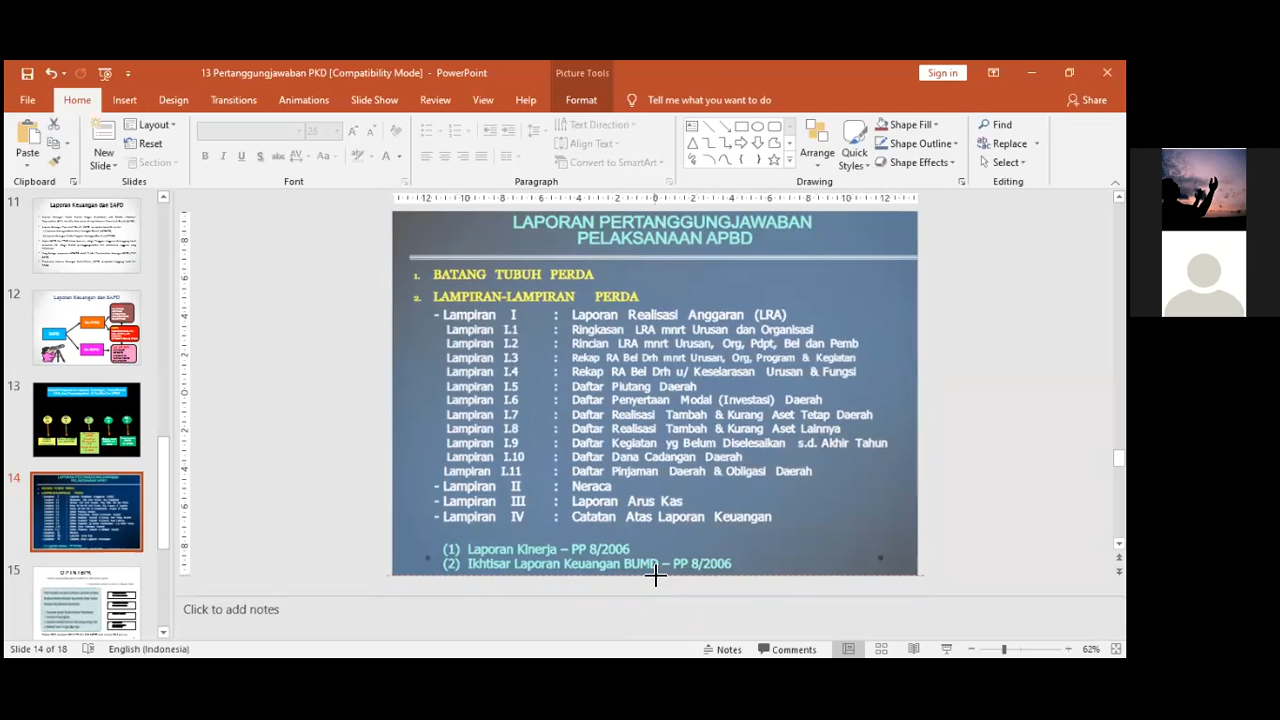 13 Pertanggungjawaban PKD [Compatibility Mode] - PowerPoint
Picture Tools
Sign in
File Home Insert Design Transitions Animations Slide Show Review View Help Format Tell me what you want to do Share
Paste
New Slide
Layout
Reset
Section
28
Text Direction
Align Text
Convert to SmartArt
Arrange
Quick Styles
Shape Fill
Shape Outline
Shape Effects
Find
Replace
Select
Clipboard Slides Font Paragraph Drawing Editing
11
Laporan Keuangan dan SAPD
12
Laporan Keuangan dan SAPD
13
14
15
LAPORAN PERTANGGUNGJAWABAN
PELAKSANAAN APBD
1. BATANG TUBUH PERDA
2. LAMPIRAN-LAMPIRAN PERDA
- Lampiran I : Laporan Realisasi Anggaran (LRA)
Lampiran I.1 : Ringkasan LRA mnrt Urusan dan Organisasi
Lampiran I.2 : Rincian LRA mnrt Urusan, Org, Pdpt, Bel dan Pemb
Lampiran I.3 : Rekap RA Bel Drh mnrt Urusan, Org, Program & Kegiatan
Lampiran I.4 : Rekap RA Bel Drh u/ Keselarasan Urusan & Fungsi
Lampiran I.5 : Daftar Piutang Daerah
Lampiran I.6 : Daftar Penyertaan Modal (Investasi) Daerah
Lampiran I.7 : Daftar Realisasi Tambah & Kurang Aset Tetap Daerah
Lampiran I.8 : Daftar Realisasi Tambah & Kurang Aset Lainnya
Lampiran I.9 : Daftar Kegiatan yg Belum Diselesaikan s.d. Akhir Tahun
Lampiran I.10 : Daftar Dana Cadangan Daerah
Lampiran I.11 : Daftar Pinjaman Daerah & Obligasi Daerah
- Lampiran II : Neraca
- Lampiran III : Laporan Arus Kas
- Lampiran IV : Catatan Atas Laporan Keuangan
(1) Laporan Kinerja – PP 8/2006
(2) Ikhtisar Laporan Keuangan BUMD – PP 8/2006
Click to add notes
Slide 14 of 18 English (Indonesia) Notes Comments 62%